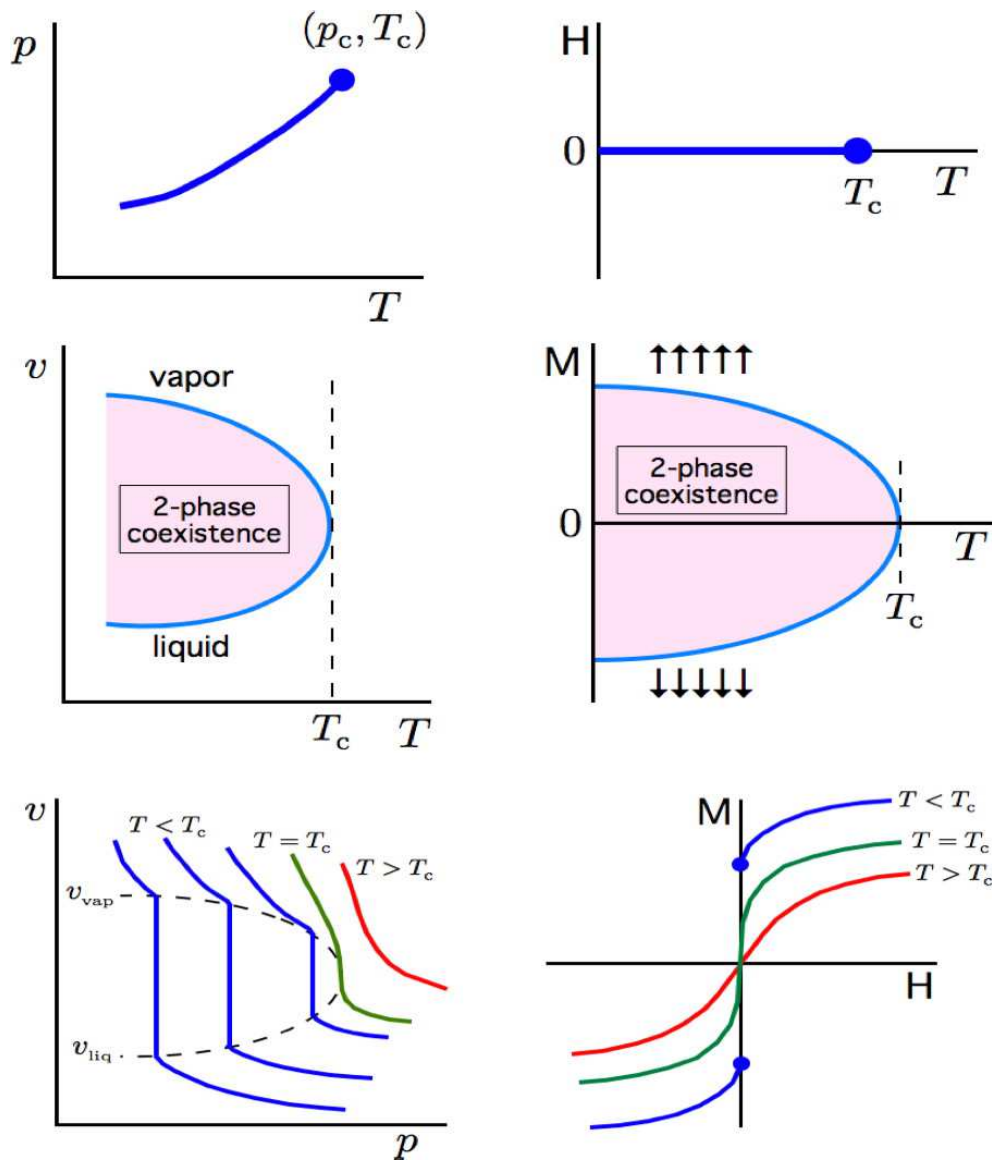 p
(p_c, T_c)
T
H
0
T_c
T
v
vapor
2-phase
coexistence
liquid
T_c
T
M
↑↑↑↑↑
2-phase
coexistence
0
T
T_c
↓↓↓↓↓
v
T < T_c
T = T_c
T > T_c
v_vap
v_liq
p
M
T < T_c
T = T_c
T > T_c
H